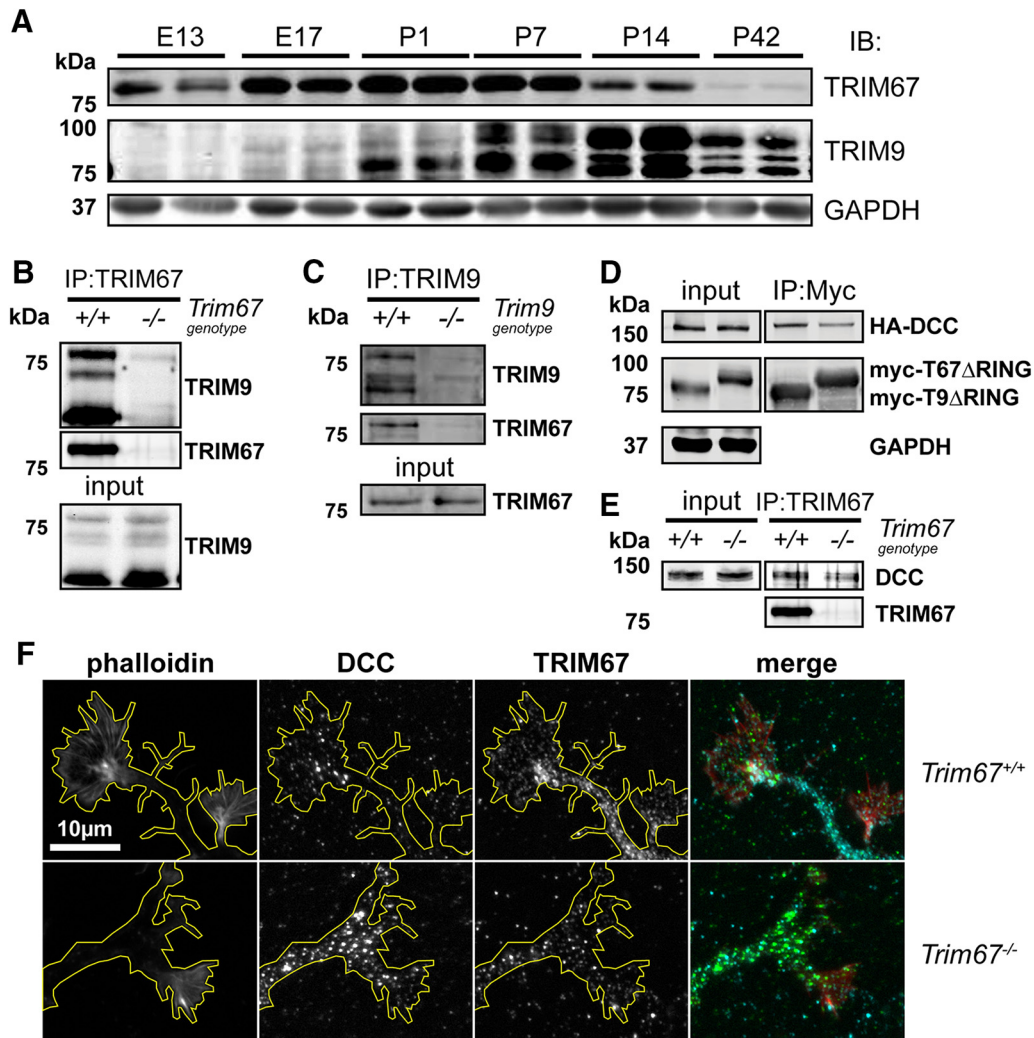 A
E13 E17 P1 P7 P14 P42 IB:
kDa
75 TRIM67
100
75 TRIM9
37 GAPDH
B
IP:TRIM67
kDa +/+ -/- Trim67 genotype
75 TRIM9
75 TRIM67
input
75 TRIM9
C
IP:TRIM9
kDa +/+ -/- Trim9 genotype
75 TRIM9
75 TRIM67
input
75 TRIM67
D
input IP:Myc
kDa
150 HA-DCC
100 myc-T67ΔRING
75 myc-T9ΔRING
37 GAPDH
E
input IP:TRIM67
kDa +/+ -/- +/+ -/- Trim67 genotype
150 DCC
75 TRIM67
F
phalloidin DCC TRIM67 merge
10µm
Trim67+/+
Trim67-/-